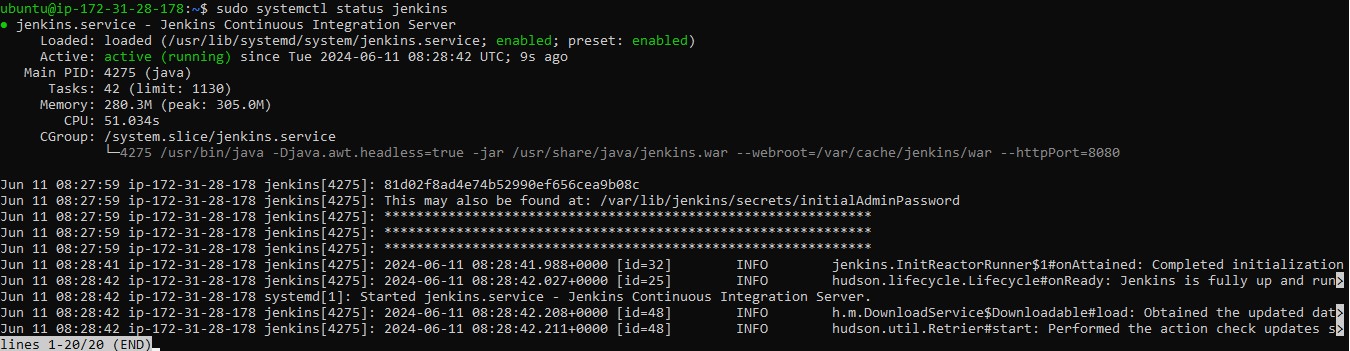 ubuntu@ip-172-31-28-178:~$ sudo systemctl status jenkins
● jenkins.service - Jenkins Continuous Integration Server
     Loaded: loaded (/usr/lib/systemd/system/jenkins.service; enabled; preset: enabled)
     Active: active (running) since Tue 2024-06-11 08:28:42 UTC; 9s ago
   Main PID: 4275 (java)
      Tasks: 42 (limit: 1130)
     Memory: 280.3M (peak: 305.0M)
        CPU: 51.034s
     CGroup: /system.slice/jenkins.service
             └─4275 /usr/bin/java -Djava.awt.headless=true -jar /usr/share/java/jenkins.war --webroot=/var/cache/jenkins/war --httpPort=8080
Jun 11 08:27:59 ip-172-31-28-178 jenkins[4275]: 81d02f8ad4e74b52990ef656cea9b08c
Jun 11 08:27:59 ip-172-31-28-178 jenkins[4275]: This may also be found at: /var/lib/jenkins/secrets/initialAdminPassword
Jun 11 08:27:59 ip-172-31-28-178 jenkins[4275]: *************************************************************
Jun 11 08:27:59 ip-172-31-28-178 jenkins[4275]: *************************************************************
Jun 11 08:27:59 ip-172-31-28-178 jenkins[4275]: *************************************************************
Jun 11 08:28:41 ip-172-31-28-178 jenkins[4275]: 2024-06-11 08:28:41.988+0000 [id=32]        INFO        jenkins.InitReactorRunner$1#onAttained: Completed initialization
Jun 11 08:28:42 ip-172-31-28-178 jenkins[4275]: 2024-06-11 08:28:42.027+0000 [id=25]        INFO        hudson.lifecycle.Lifecycle#onReady: Jenkins is fully up and run>
Jun 11 08:28:42 ip-172-31-28-178 systemd[1]: Started jenkins.service - Jenkins Continuous Integration Server.
Jun 11 08:28:42 ip-172-31-28-178 jenkins[4275]: 2024-06-11 08:28:42.208+0000 [id=48]        INFO        h.m.DownloadService$Downloadable#load: Obtained the updated dat>
Jun 11 08:28:42 ip-172-31-28-178 jenkins[4275]: 2024-06-11 08:28:42.211+0000 [id=48]        INFO        hudson.util.Retrier#start: Performed the action check updates s>
lines 1-20/20 (END)